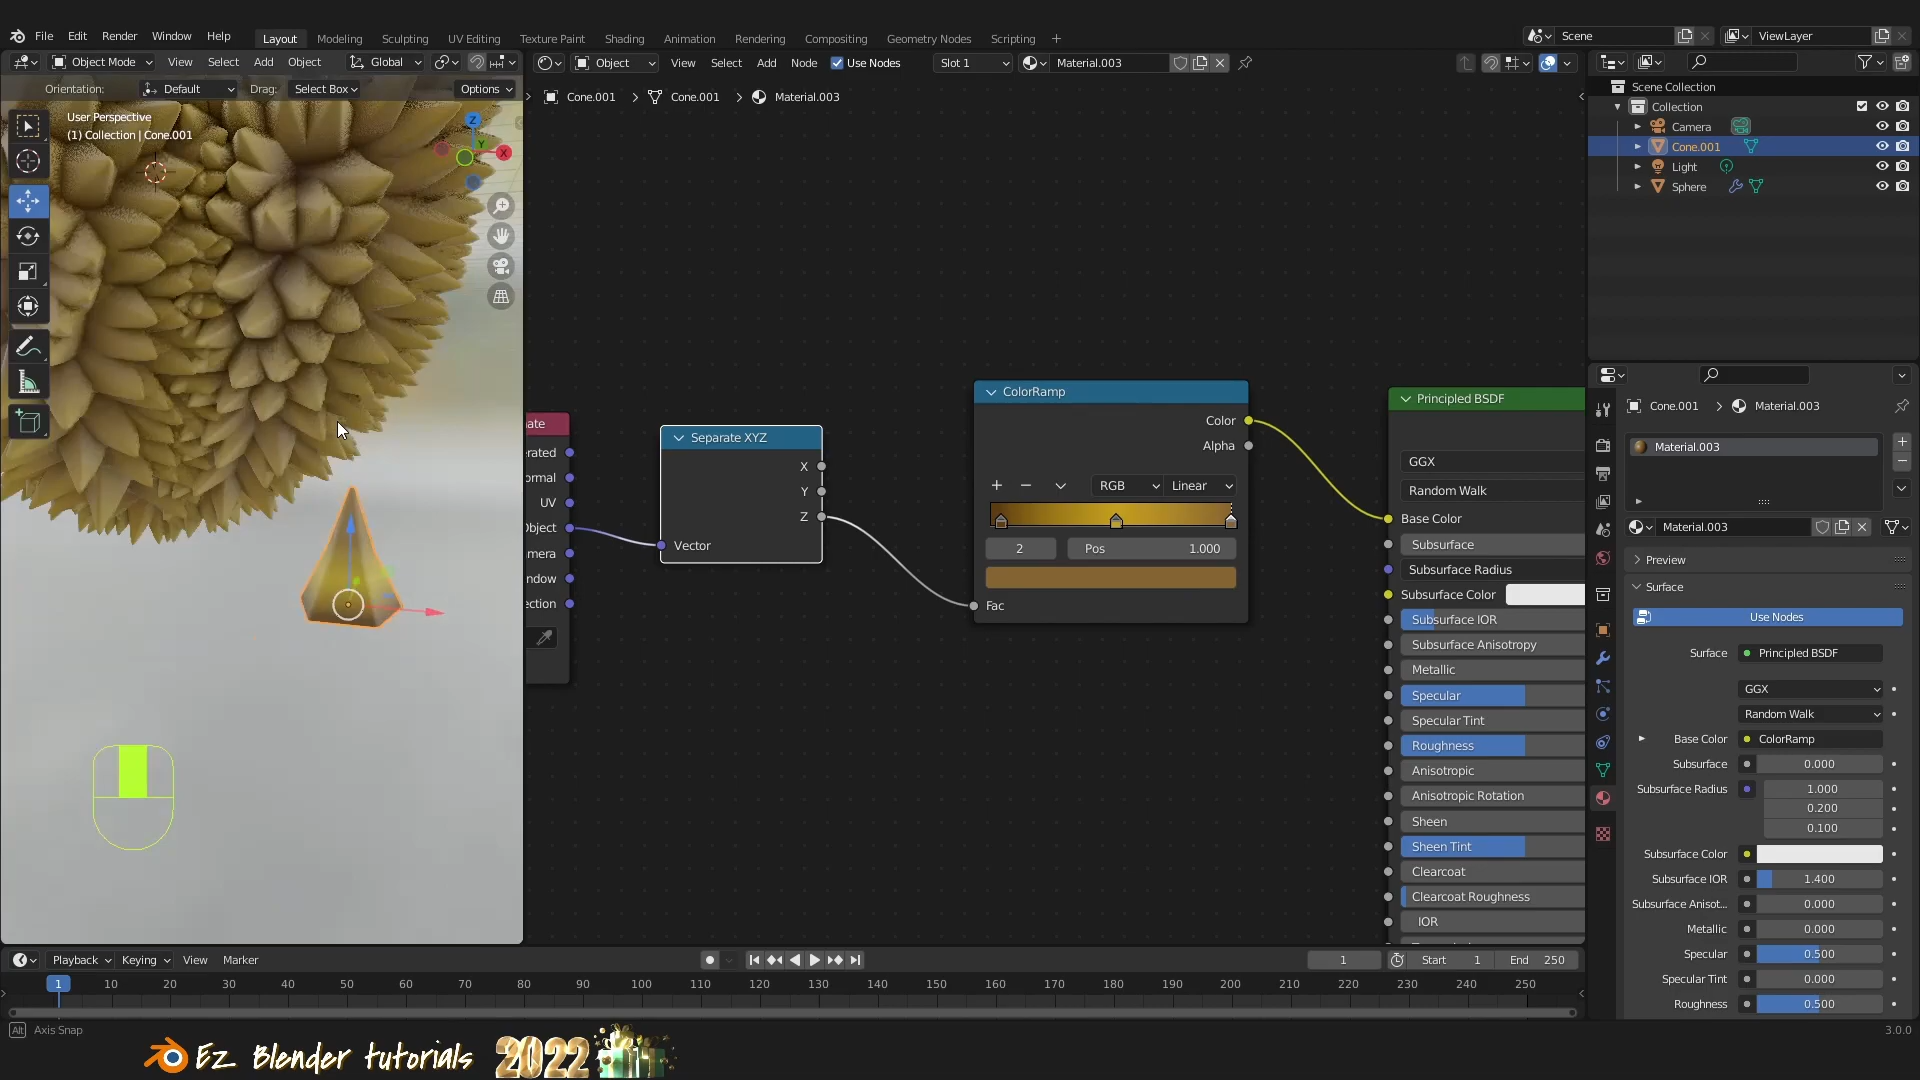 File Edit Render Window Help Layout Modeling Sculpting UV Editing Texture Paint Shading Animation Rendering Compositing Geometry Nodes Scripting + Scene ViewLayer
Object Mode View Select Add Object Global Object View Select Add Node Use Nodes Slot 1 Material.003
Orientation: Default Drag: Select Box Options
Cone.001 > Cone.001 > Material.003
User Perspective
(1) Collection | Cone.001
Z
Y
X
Scene Collection
Collection
Camera
Cone.001
Light
Sphere
ate
erated
ormal
UV
Object
mera
ndow
ection
Separate XYZ
X
Y
Z
Vector
ColorRamp
Color
Alpha
RGB Linear
2 Pos 1.000
Fac
Principled BSDF
GGX
Random Walk
Base Color
Subsurface
Subsurface Radius
Subsurface Color
Subsurface IOR
Subsurface Anisotropy
Metallic
Specular
Specular Tint
Roughness
Anisotropic
Anisotropic Rotation
Sheen
Sheen Tint
Clearcoat
Clearcoat Roughness
IOR
Cone.001 > Material.003
Material.003
Material.003
Preview
Surface
Use Nodes
Surface Principled BSDF
GGX
Random Walk
Base Color ColorRamp
Subsurface 0.000
Subsurface Radius 1.000
0.200
0.100
Subsurface Color
Subsurface IOR 1.400
Subsurface Anisot... 0.000
Metallic 0.000
Specular 0.500
Specular Tint 0.000
Roughness 0.500
Playback Keying View Marker 1 Start 1 End 250
1 10 20 30 40 50 60 70 80 90 100 110 120 130 140 150 160 170 180 190 200 210 220 230 240 250
Alt Axis Snap 3.0.0
Ez Blender tutorials 2022